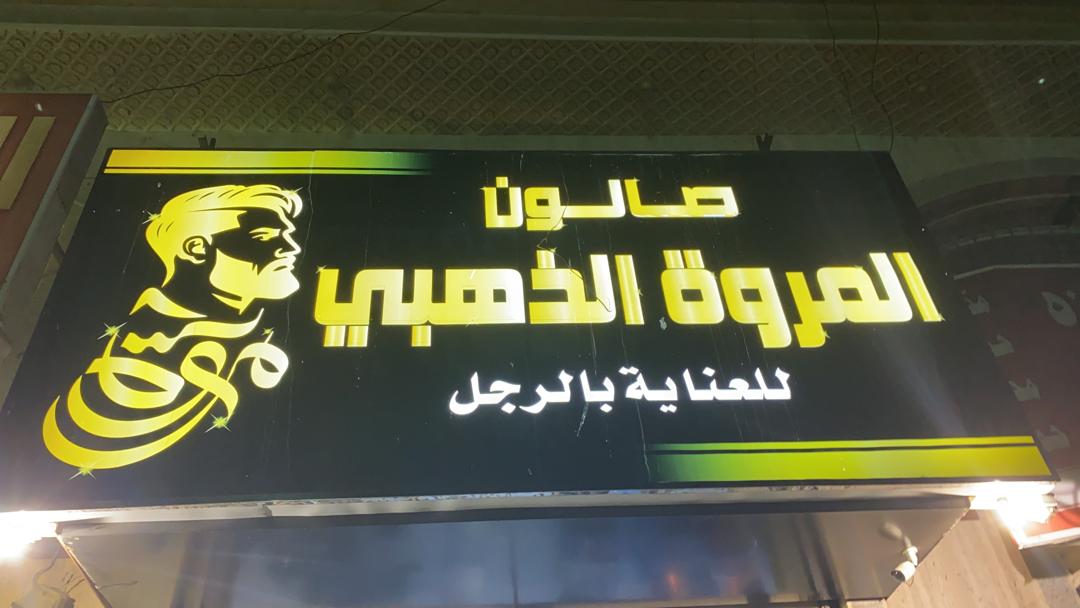 صالون
المروة الذهبي
للعناية بالرجل